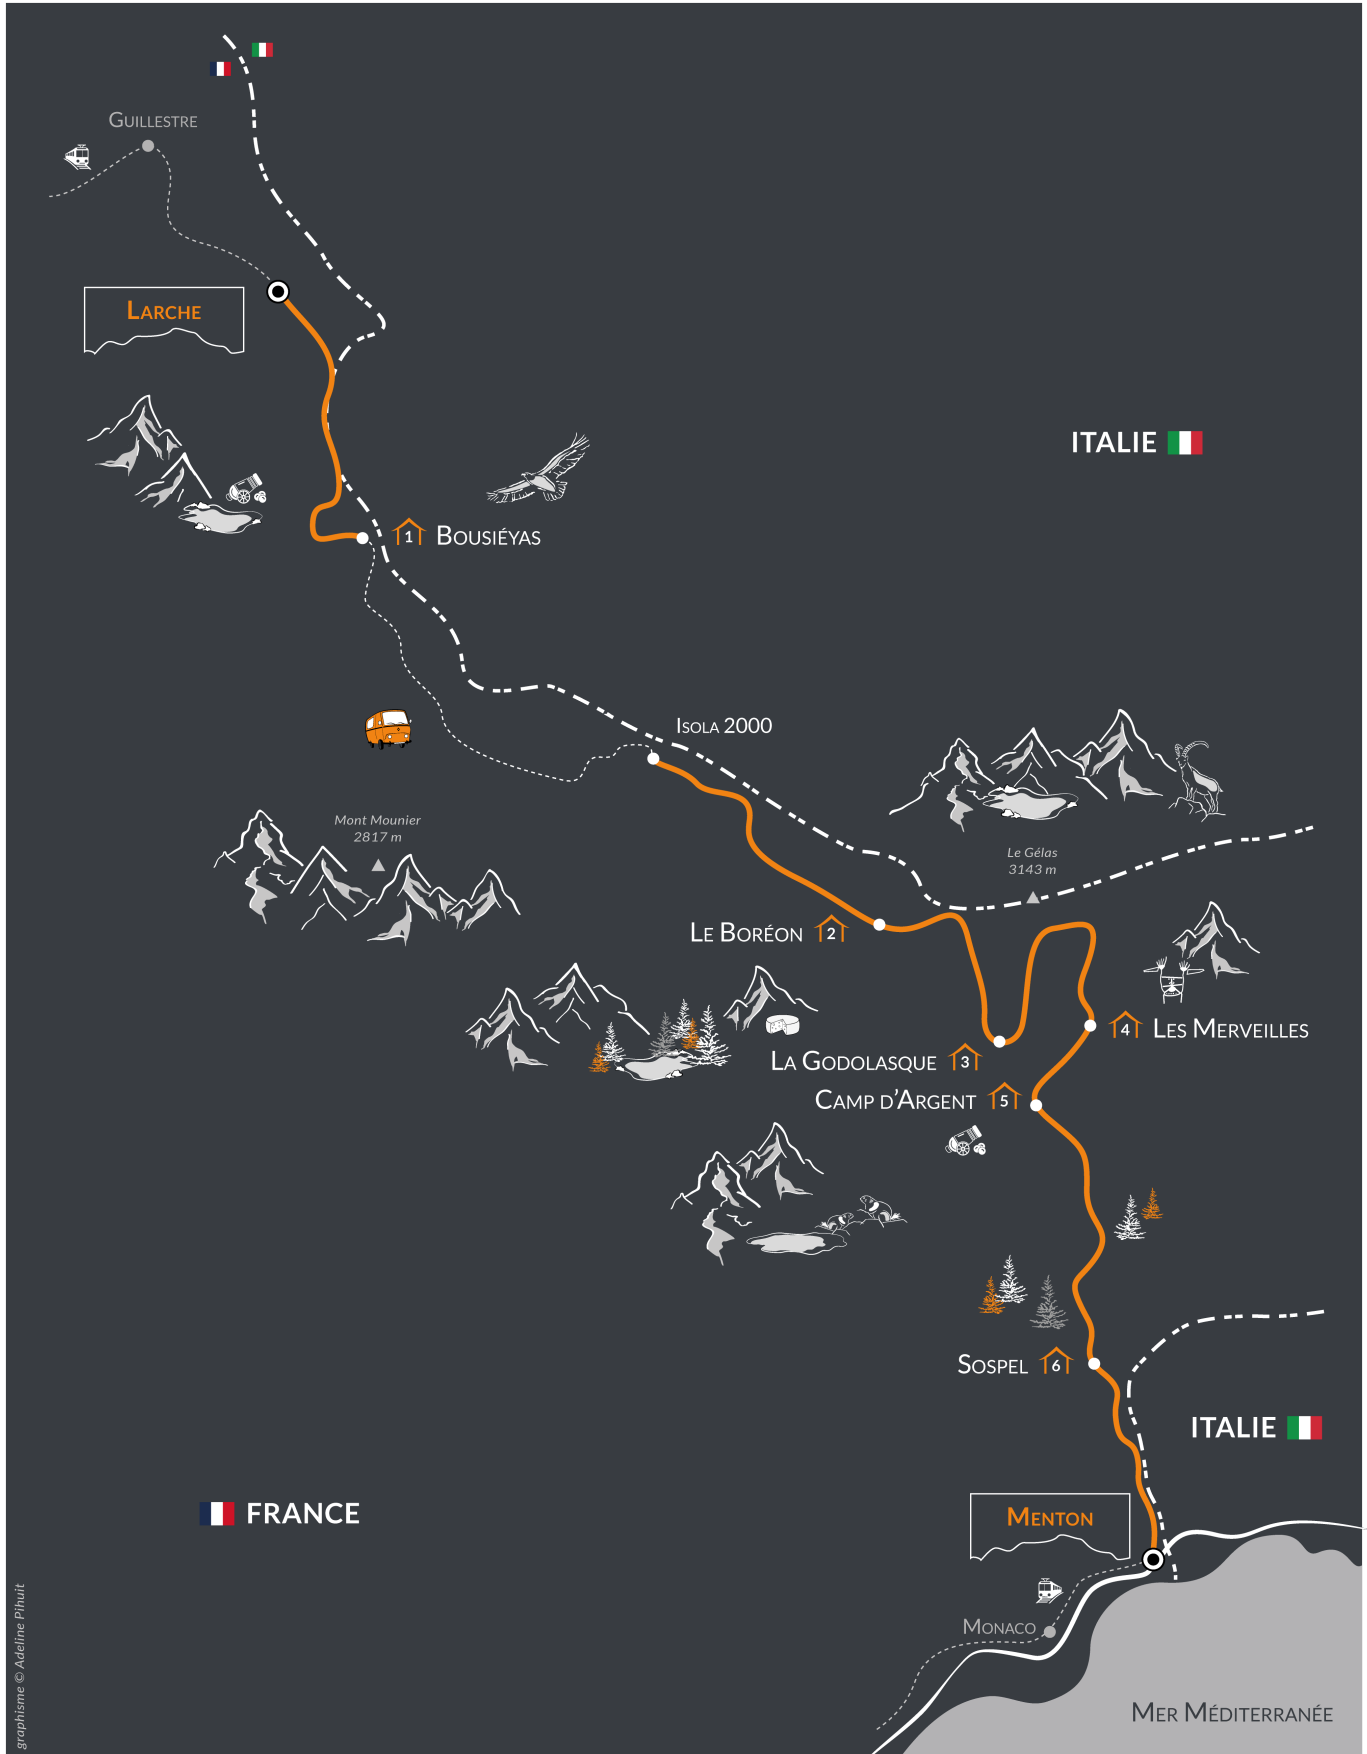 Guillestre
Larche
ITALIE
1 Bousiéyas
Isola 2000
Mont Mounier
2817 m
Le Gélas
3143 m
Le Boréon 2
4 Les Merveilles
La Godolasque 3
Camp d'Argent 5
Sospel 6
ITALIE
FRANCE
Menton
Monaco
Mer Méditerranée
graphisme © Adeline Pihuit